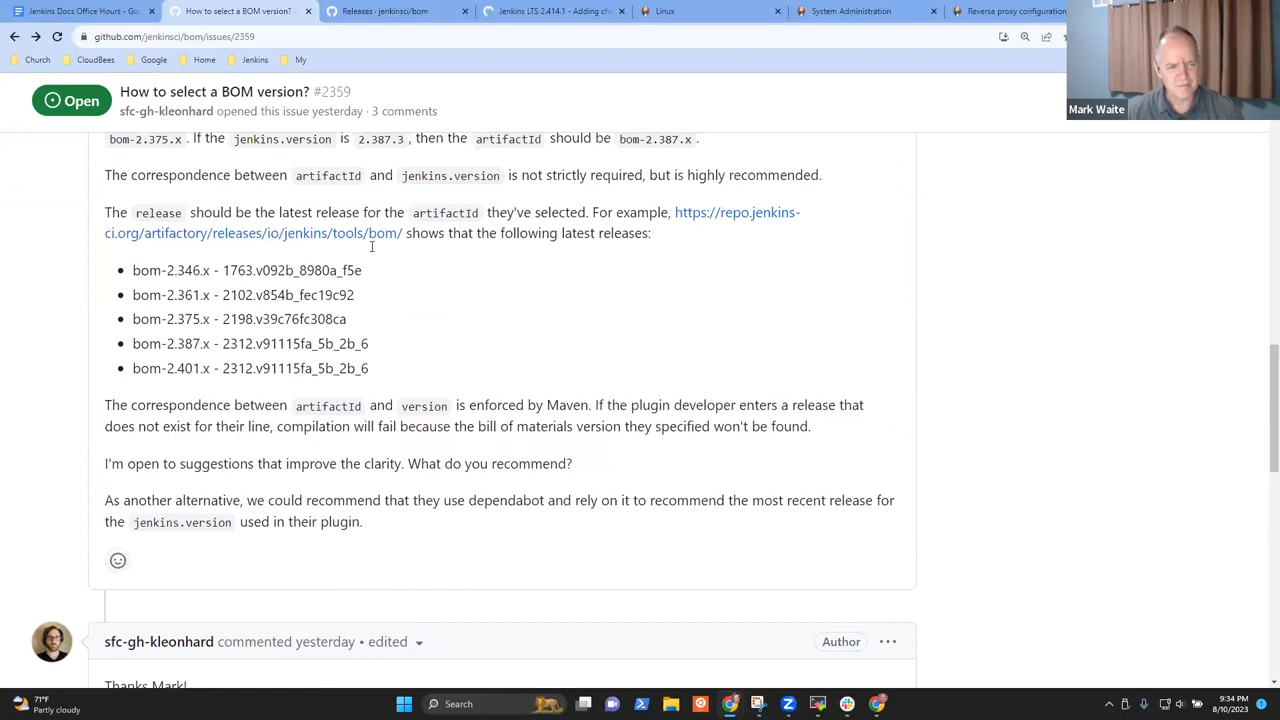 Jenkins Docs Office Hours - Go
How to select a BOM version?
Releases · jenkinsci/bom
Jenkins LTS 2.414.1 - Adding ch
Linux
System Administration
Reverse proxy configuration
github.com/jenkinsci/bom/issues/2359
Church
CloudBees
Google
Home
Jenkins
My
Mark Waite
Open
How to select a BOM version? #2359
sfc-gh-kleonhard opened this issue yesterday · 3 comments
bom-2.375.x . If the jenkins.version is 2.387.3 , then the artifactId should be bom-2.387.x .
The correspondence between artifactId and jenkins.version is not strictly required, but is highly recommended.
The release should be the latest release for the artifactId they've selected. For example, https://repo.jenkins-
ci.org/artifactory/releases/io/jenkins/tools/bom/ shows that the following latest releases:
• bom-2.346.x - 1763.v092b_8980a_f5e
• bom-2.361.x - 2102.v854b_fec19c92
• bom-2.375.x - 2198.v39c76fc308ca
• bom-2.387.x - 2312.v91115fa_5b_2b_6
• bom-2.401.x - 2312.v91115fa_5b_2b_6
The correspondence between artifactId and version is enforced by Maven. If the plugin developer enters a release that
does not exist for their line, compilation will fail because the bill of materials version they specified won't be found.
I'm open to suggestions that improve the clarity. What do you recommend?
As another alternative, we could recommend that they use dependabot and rely on it to recommend the most recent release for
the jenkins.version used in their plugin.
sfc-gh-kleonhard commented yesterday • edited
Author
Thanks Mark!
71°F
Partly cloudy
Search
9:34 PM
8/10/2023